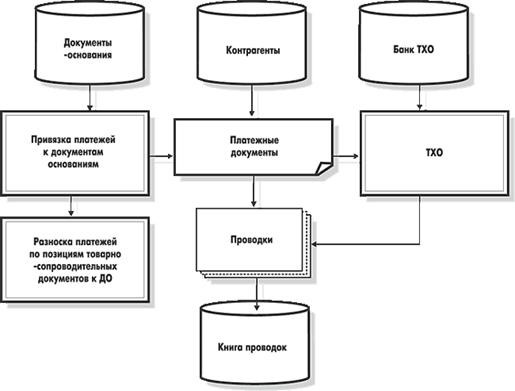 Документы
-основания
Контрагенты
Банк ТХО
Привязка платежей
к документам
основаниям
Платежные
документы
ТХО
Разноска платежей
по позициям товарно
-сопроводительных
документов к ДО
Проводки
Книга проводок